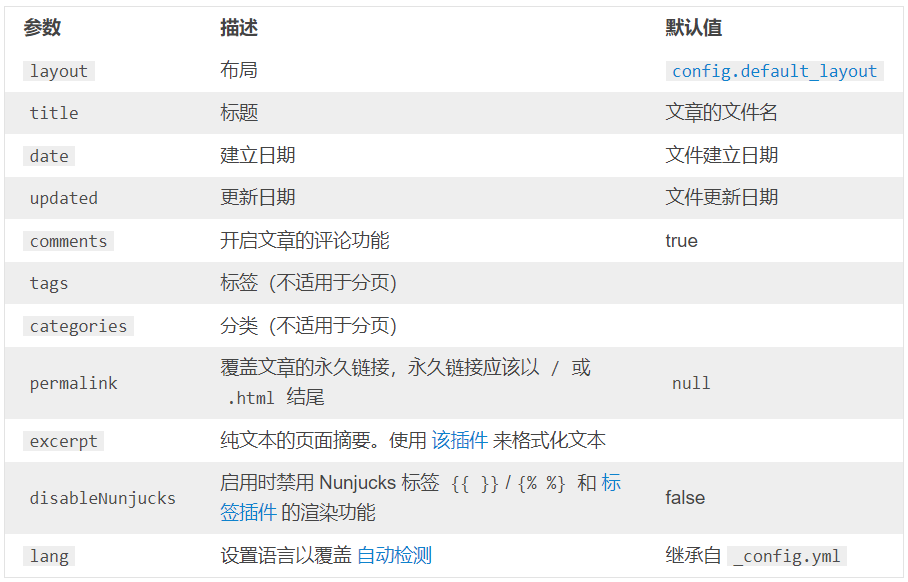 参数 描述 默认值
layout 布局 config.default_layout
title 标题 文章的文件名
date 建立日期 文件建立日期
updated 更新日期 文件更新日期
comments 开启文章的评论功能 true
tags 标签（不适用于分页）
categories 分类（不适用于分页）
permalink 覆盖文章的永久链接，永久链接应该以 / 或 null
.html 结尾
excerpt 纯文本的页面摘要。使用 该插件 来格式化文本
disableNunjucks 启用时禁用 Nunjucks 标签 {{ }} / {% %} 和 标 false
签插件 的渲染功能
lang 设置语言以覆盖 自动检测 继承自 _config.yml